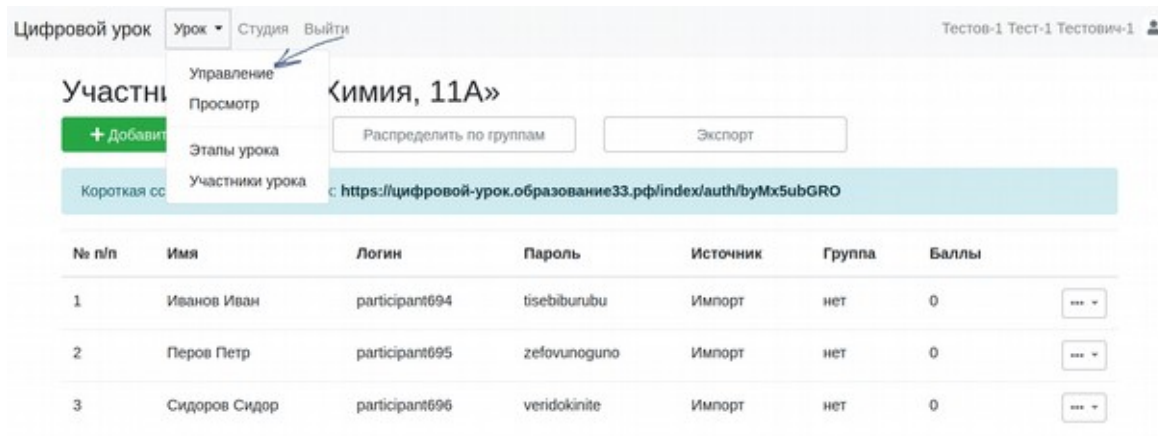 Цифровой урок Урок Студия Выйти Тестов-1 Тест-1 Тестович-1
Управление
Просмотр
Этапы урока
Участники урока
Химия, 11А»
Распределить по группам Экспорт
Короткая https://цифровой-урок.образование33.рф/index/auth/byMx5ubGRO
№ п/п Имя Логин Пароль Источник Группа Баллы
1 Иванов Иван participant694 tisebiburubu Импорт нет 0
2 Перов Петр participant695 zefovunoguno Импорт нет 0
3 Сидоров Сидор participant696 veridokinite Импорт нет 0